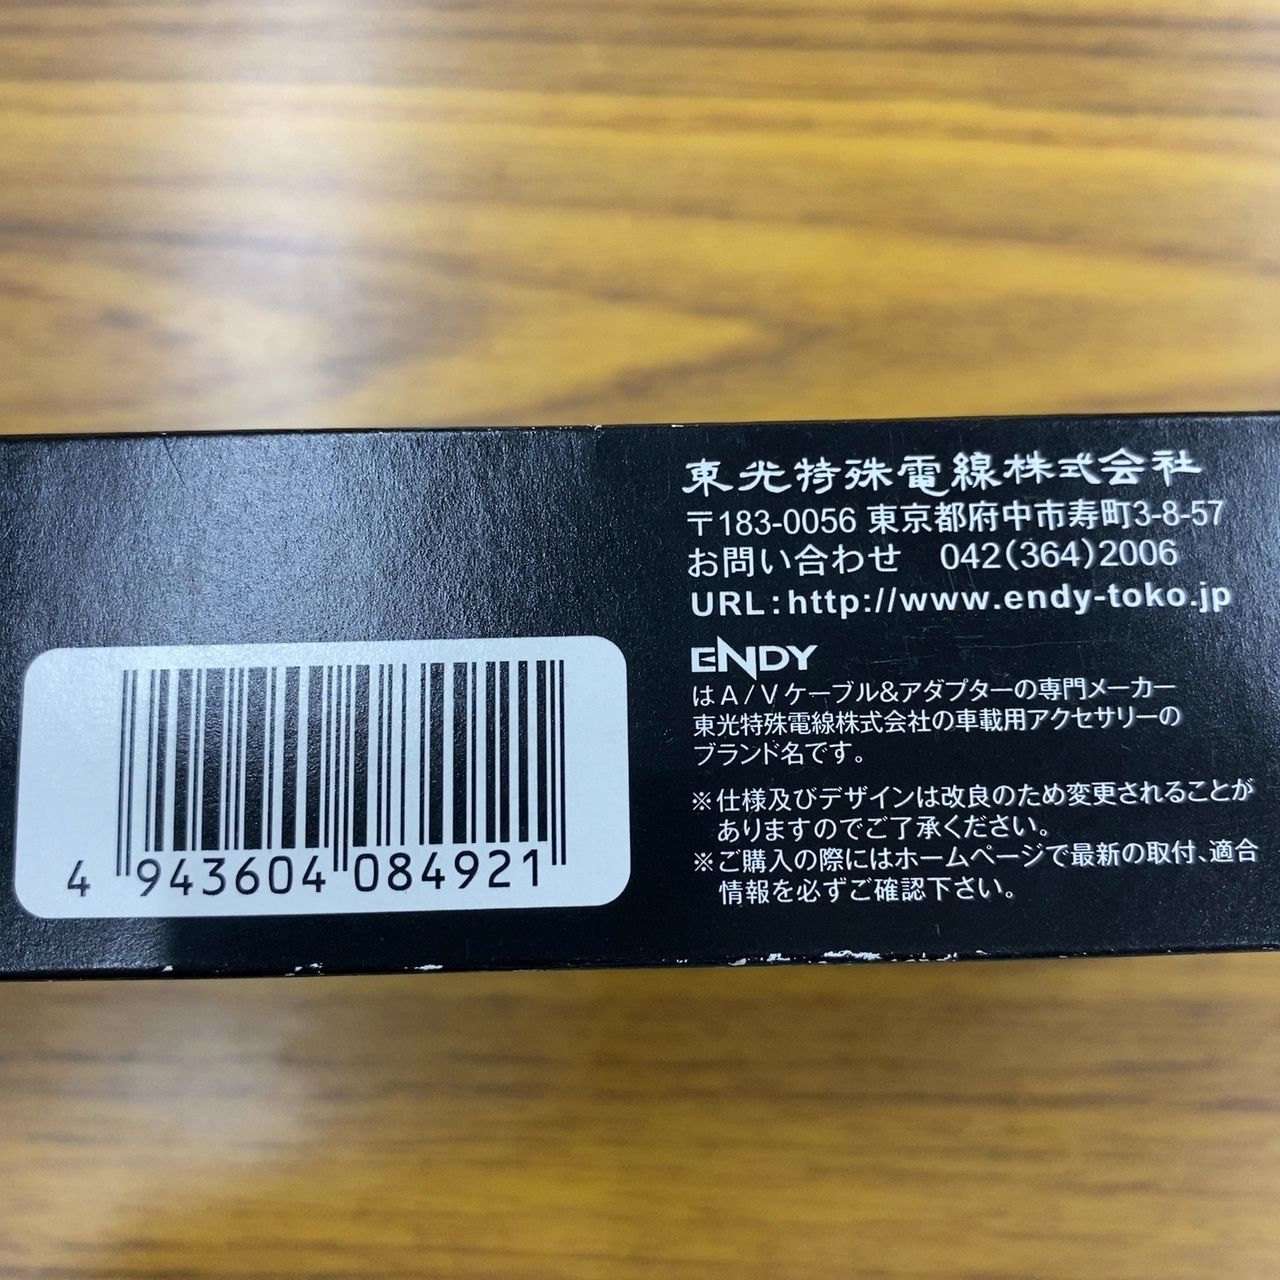 東光特殊電線株式会社
〒183-0056 東京都府中市寿町3-8-57
お問い合わせ 042(364)2006
URL:http://www.endy-toko.jp
ENDY
はA/Vケーブル&アダプターの専門メーカー
東光特殊電線株式会社の車載用アクセサリーの
ブランド名です。
※仕様及びデザインは改良のため変更されることが
ありますのでご了承ください。
※ご購入の際にはホームページで最新の取付、適合
情報を必ずご確認下さい。
4 943604 084921